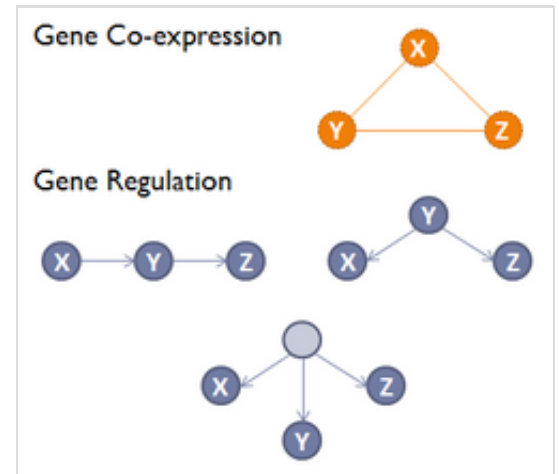 Gene Co-expression
X
Y Z
Gene Regulation
Y
X Y Z X Z
X Z
Y